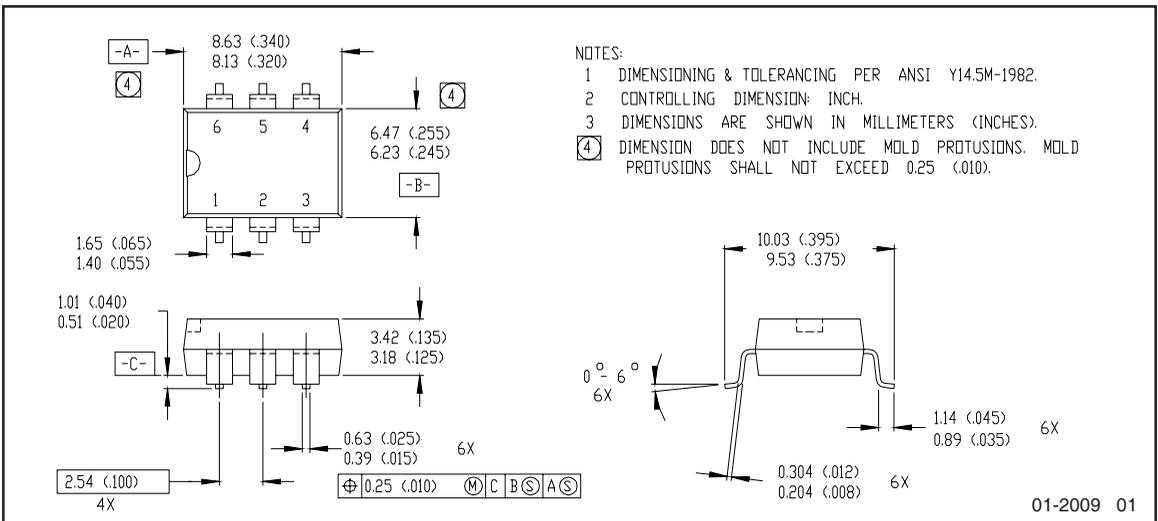 -A-
8.63 (.340)
8.13 (.320)
4
4
6 5 4
1 2 3
6.47 (.255)
6.23 (.245)
-B-
1.65 (.065)
1.40 (.055)
NOTES:
1 DIMENSIONING & TOLERANCING PER ANSI Y14.5M-1982.
2 CONTROLLING DIMENSION: INCH.
3 DIMENSIONS ARE SHOWN IN MILLIMETERS (INCHES).
4 DIMENSION DOES NOT INCLUDE MOLD PROTUSIONS. MOLD
PROTUSIONS SHALL NOT EXCEED 0.25 (.010).
1.01 (.040)
0.51 (.020)
-C-
3.42 (.135)
3.18 (.125)
0.63 (.025)
0.39 (.015)
6X
2.54 (.100)
4X
⌖ 0.25 (.010) Ⓜ C B Ⓢ A Ⓢ
10.03 (.395)
9.53 (.375)
0°- 6°
6X
1.14 (.045)
0.89 (.035)
6X
0.304 (.012)
0.204 (.008)
6X
01-2009 01